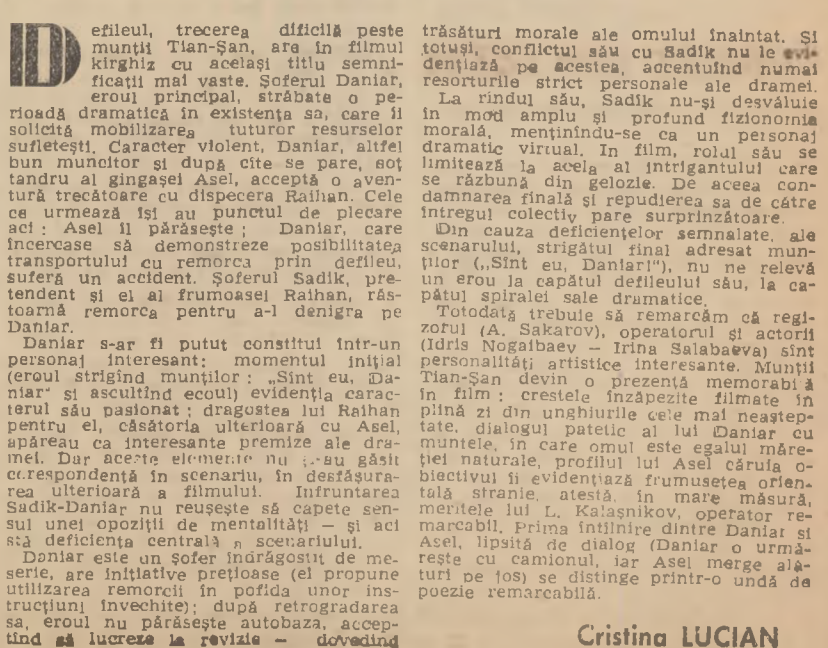 Defileul, trecerea dificilă peste
munții Tian-Șan, are în filmul
kirghiz cu același titlu semni-
ficații mai vaste. Șoferul Daniar,
eroul principal, străbate o pe-
rioadă dramatică în existența sa, care îi
solicită mobilizarea tuturor resurselor
sufletești. Caracter violent, Daniar, altfel
bun muncitor și după cîte se pare, soț
tandru al gingașei Asel, acceptă o aven-
tură trecătoare cu dispecera Raihan. Cele
ce urmează își au punctul de plecare
aci : Asel îl părăsește ; Daniar, care
încercase să demonstreze posibilitatea
transportului cu remorca prin defileu,
suferă un accident. Șoferul Sadîk, pre-
tendent și el al frumoasei Raihan, răs-
toarnă remorca pentru a-l denigra pe
Daniar.
Daniar s-ar fi putut constitui într-un
personaj interesant: momentul inițial
(eroul strigînd munților : „Sînt eu, Da-
niar" și ascultînd ecoul) evidenția carac-
terul său pasionat ; dragostea lui Raihan
pentru el, căsătoria ulterioară cu Asel,
apăreau ca interesante premize ale dra-
mei. Dar aceste elemente nu și-au găsit
corespondență în scenariu, în desfășura-
rea ulterioară a filmului. Infruntarea
Sadîk-Daniar nu reușește să capete sen-
sul unei opoziții de mentalități — și aci
stă deficiența centrală a scenariului.
Daniar este un șofer îndrăgostit de me-
serie, are inițiative prețioase (el propune
utilizarea remorcii în pofida unor ins-
trucțiuni învechite); după retrogradarea
sa, eroul nu părăsește autobaza, accep-
tînd să lucreze la revizie — dovedind
trăsături morale ale omului înaintat. Și
totuși, conflictul său cu Sadîk nu le evi-
dențiază pe acestea, accentuînd numai
resorturile strict personale ale dramei.
La rîndul său, Sadîk nu-și desvăluie
în mod amplu și profund fizionomia
morală, menținîndu-se ca un personaj
dramatic virtual. In film, rolul său se
limitează la acela al intrigantului care
se răzbună din gelozie. De aceea con-
damnarea finală și repudierea sa de către
întregul colectiv pare surprinzătoare.
Din cauza deficiențelor semnalate, ale
scenarului, strigătul final adresat mun-
ților („Sînt eu, Daniar!"), nu ne relevă
un erou la capătul defileului său, la ca-
pătul spiralei sale dramatice.
Totodată trebuie să remarcăm că regi-
zorul (A. Sakarov), operatorul și actorii
(Idris Nogaibaev — Irina Salabaeva) sînt
personalități artistice interesante. Munții
Tian-Șan devin o prezență memorabilă
în film : crestele înzăpezite filmate în
plină zi din unghiurile cele mai neaștep-
tate, dialogul patetic al lui Daniar cu
muntele, în care omul este egalul măre-
ției naturale, profilul lui Asel căruia o-
biectivul îi evidențiază frumusețea orien-
tală stranie, atestă, în mare măsură,
meritele lui L. Kalașnikov, operator re-
marcabil. Prima întîlnire dintre Daniar și
Asel, lipsită de dialog (Daniar o urmă-
rește cu camionul, iar Asel merge ală-
turi pe jos) se distinge printr-o undă de
poezie remarcabilă.
Cristina LUCIAN